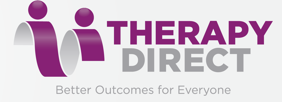 THERAPY
DIRECT
Better Outcomes for Everyone